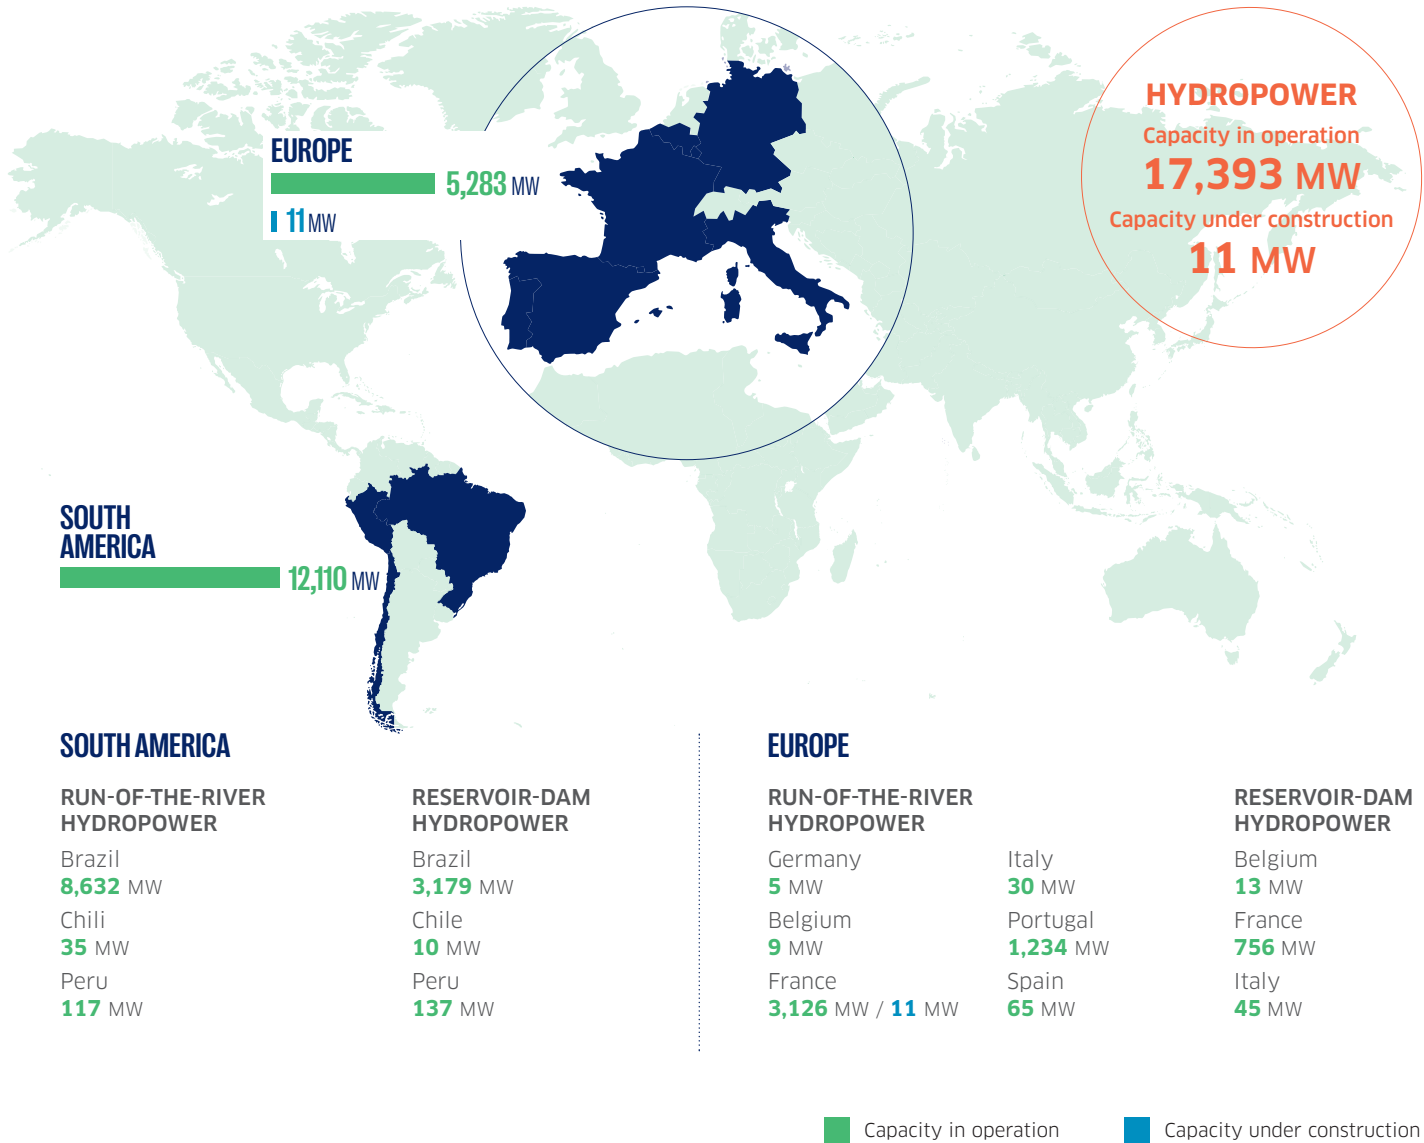 HYDROPOWER
Capacity in operation
17,393 MW
Capacity under construction
11 MW
EUROPE
5,283 MW
11 MW
SOUTH
AMERICA
12,110 MW
SOUTH AMERICA
RUN-OF-THE-RIVER
HYDROPOWER
Brazil
8,632 MW
Chili
35 MW
Peru
117 MW
RESERVOIR-DAM
HYDROPOWER
Brazil
3,179 MW
Chile
10 MW
Peru
137 MW
EUROPE
RUN-OF-THE-RIVER
HYDROPOWER
Germany
5 MW
Belgium
9 MW
France
3,126 MW / 11 MW
Italy
30 MW
Portugal
1,234 MW
Spain
65 MW
RESERVOIR-DAM
HYDROPOWER
Belgium
13 MW
France
756 MW
Italy
45 MW
Capacity in operation
Capacity under construction